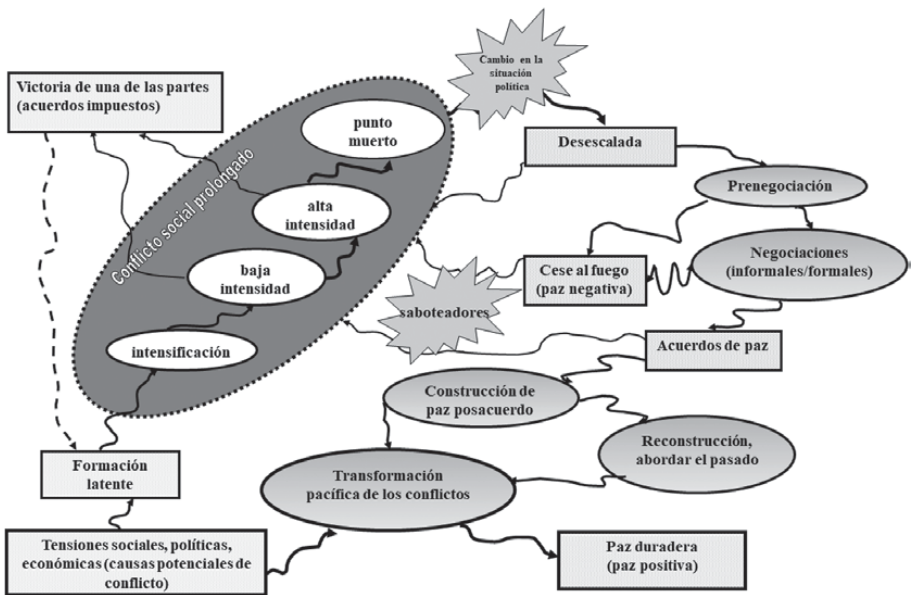 Cambio en la
situación
política
Victoria de una de las partes
(acuerdos impuestos)
punto
muerto
Desescalada
Conflicto social prolongado
Prenegociación
alta
intensidad
Negociaciones
(informales/formales)
baja
intensidad
Cese al fuego
(paz negativa)
saboteadores
intensificación
Acuerdos de paz
Construcción de
paz posacuerdo
Reconstrucción,
abordar el pasado
Formación
latente
Transformación
pacífica de los conflictos
Tensiones sociales, políticas,
económicas (causas potenciales de
conflicto)
Paz duradera
(paz positiva)